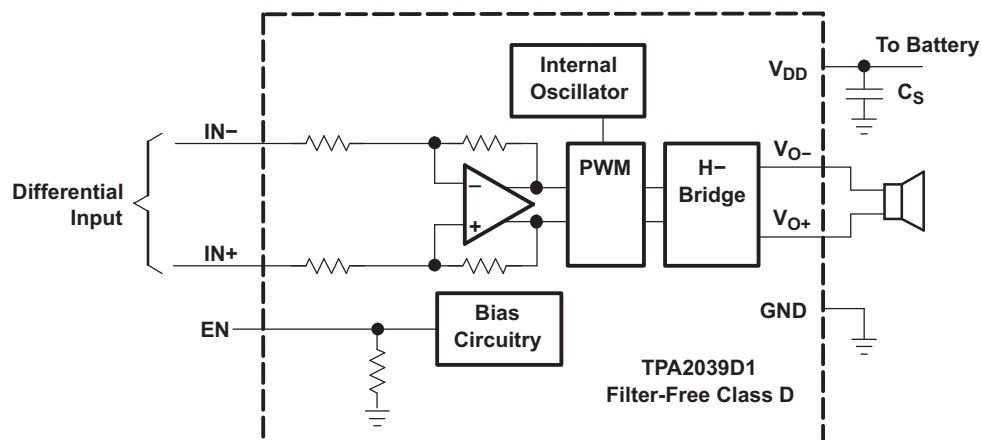 To Battery
Internal
Oscillator
VDD
CS
IN−
VO−
PWM
H−
Bridge
Differential
Input
VO+
IN+
Bias
Circuitry
GND
EN
TPA2039D1
Filter-Free Class D